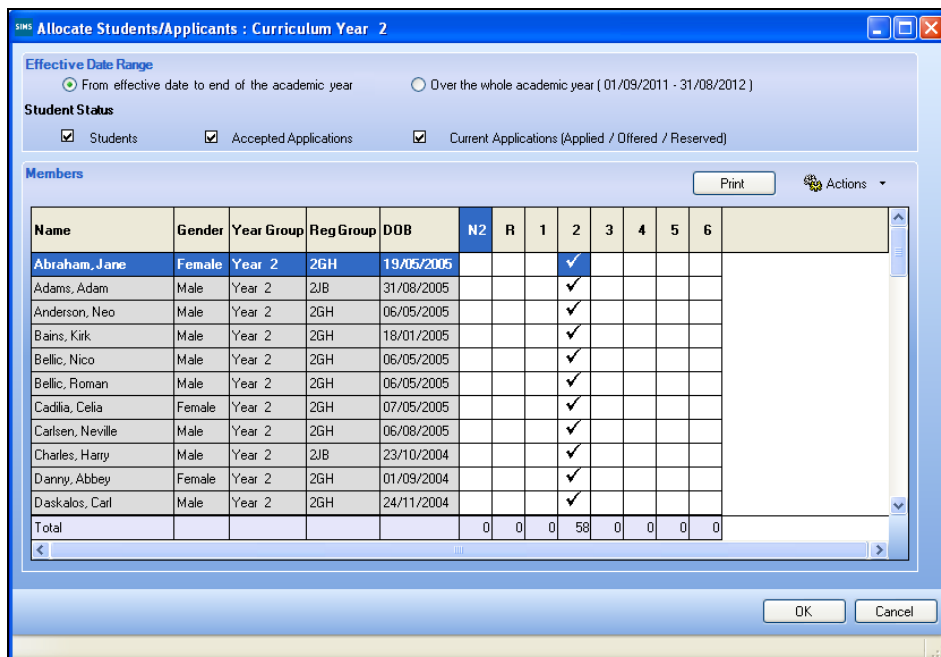 SIMS Allocate Students/Applicants : Curriculum Year 2
Effective Date Range
From effective date to end of the academic year Over the whole academic year ( 01/09/2011 - 31/08/2012 )
Student Status
Students Accepted Applications Current Applications (Applied / Offered / Reserved)
Members
Print Actions
Name Gender Year Group Reg Group DOB N2 R 1 2 3 4 5 6
Abraham, Jane Female Year 2 2GH 19/05/2005
Adams, Adam Male Year 2 2JB 31/08/2005
Anderson, Neo Male Year 2 2GH 06/05/2005
Bains, Kirk Male Year 2 2GH 18/01/2005
Bellic, Nico Male Year 2 2GH 06/05/2005
Bellic, Roman Male Year 2 2GH 06/05/2005
Cadilia, Celia Female Year 2 2GH 07/05/2005
Carlsen, Neville Male Year 2 2GH 06/08/2005
Charles, Harry Male Year 2 2JB 23/10/2004
Danny, Abbey Female Year 2 2GH 01/09/2004
Daskalos, Carl Male Year 2 2GH 24/11/2004
Total 0 0 0 58 0 0 0 0
OK Cancel